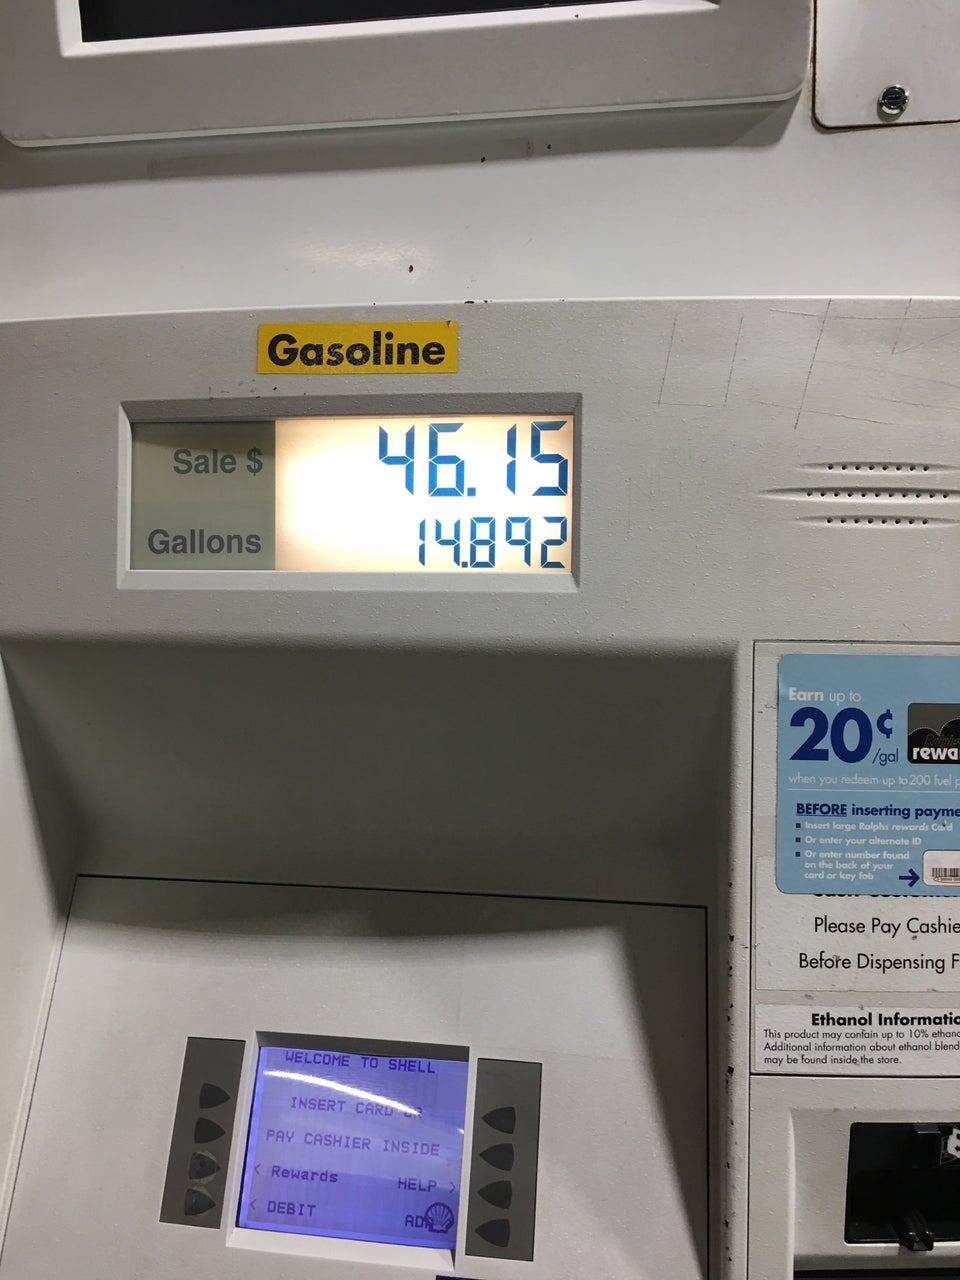 Gasoline
Sale $ 46.15
Gallons 14.892
Earn up to
20¢
/gal
rewa
when you redeem up to 200 fuel p
BEFORE inserting payme
Insert large Ralphs rewards Card
Or enter your alternate ID
Or enter number found
on the back of your
card or key fob
Please Pay Cashie
Before Dispensing F
Ethanol Informatio
This product may contain up to 10% ethano
Additional information about ethanol blend
may be found inside the store.
WELCOME TO SHELL
INSERT CARD OR
PAY CASHIER INSIDE
< Rewards HELP >
< DEBIT